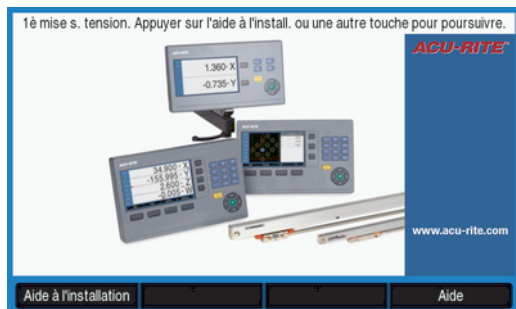 1è mise s. tension. Appuyer sur l'aide à l'install. ou une autre touche pour poursuivre.
ACU-RITE
1.360 X
-0.735 Y
34.900 X
-155.995 Y
2.600 Z
-0.005 W
www.acu-rite.com
Aide à l'installation
Aide